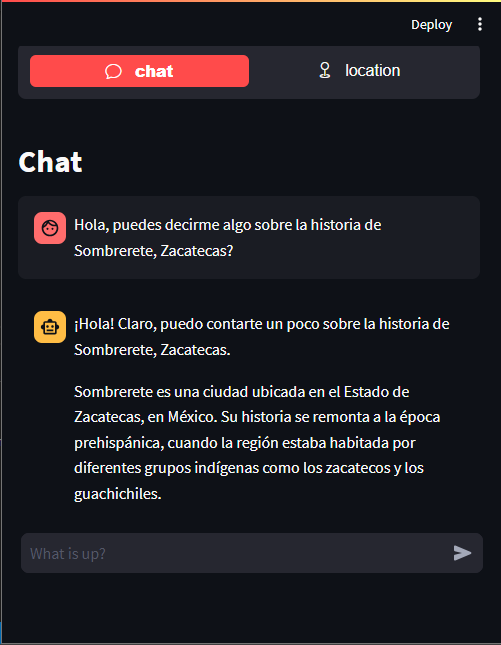 Deploy
chat
location
Chat
Hola, puedes decirme algo sobre la historia de
Sombrerete, Zacatecas?
¡Hola! Claro, puedo contarte un poco sobre la historia de
Sombrerete, Zacatecas.
Sombrerete es una ciudad ubicada en el Estado de
Zacatecas, en México. Su historia se remonta a la época
prehispánica, cuando la región estaba habitada por
diferentes grupos indígenas como los zacatecos y los
guachichiles.
What is up?